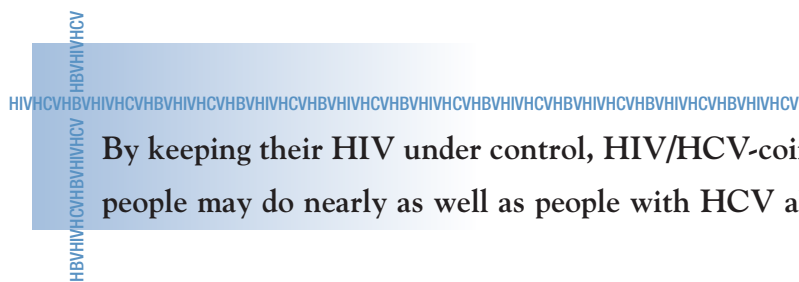 HBVHIVHCV
HIVHCVHBVHIVHCVHBVHIVHCVHBVHIVHCVHBVHIVHCVHBVHIVHCVHBVHIVHCVHBVHIVHCVHBVHIVHCV
HBVHIVHCVHBVHIVHCV
By keeping their HIV under control, HIV/HCV-coi
people may do nearly as well as people with HCV a